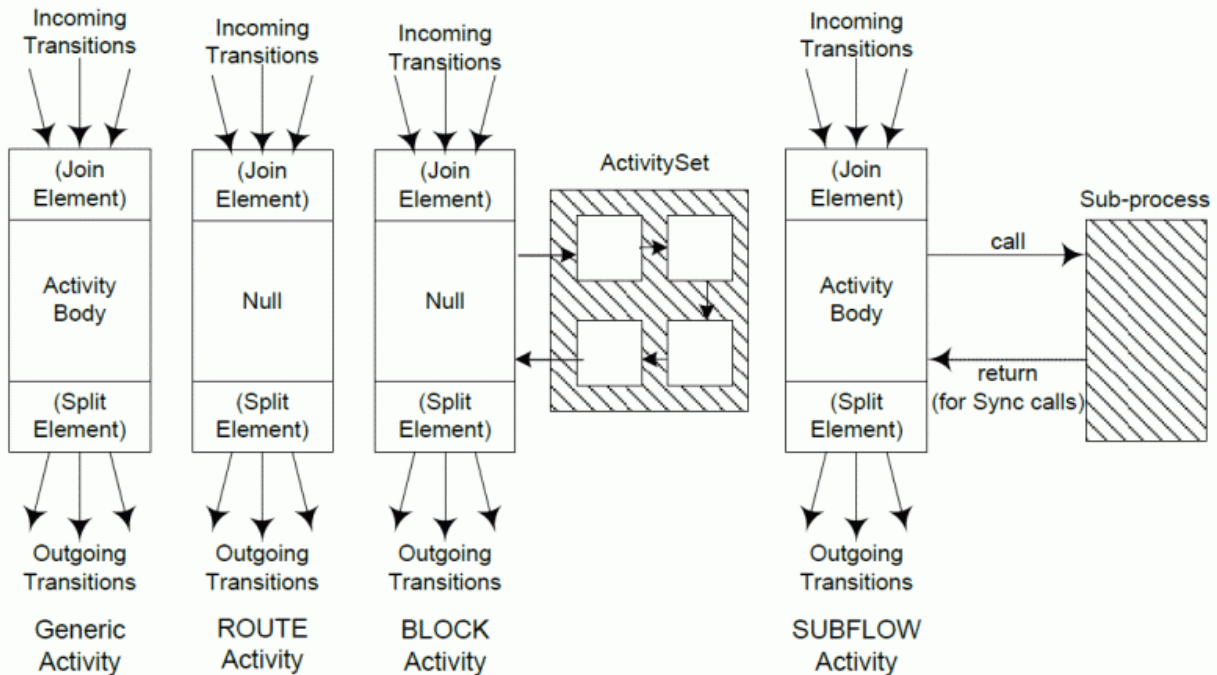 Incoming
Transitions
(Join
Element)
Activity
Body
(Split
Element)
Outgoing
Transitions
Generic
Activity
Incoming
Transitions
(Join
Element)
Null
(Split
Element)
Outgoing
Transitions
ROUTE
Activity
Incoming
Transitions
(Join
Element)
Null
(Split
Element)
Outgoing
Transitions
BLOCK
Activity
ActivitySet
Incoming
Transitions
(Join
Element)
Activity
Body
(Split
Element)
Outgoing
Transitions
SUBFLOW
Activity
Sub-process
call
return
(for Sync calls)